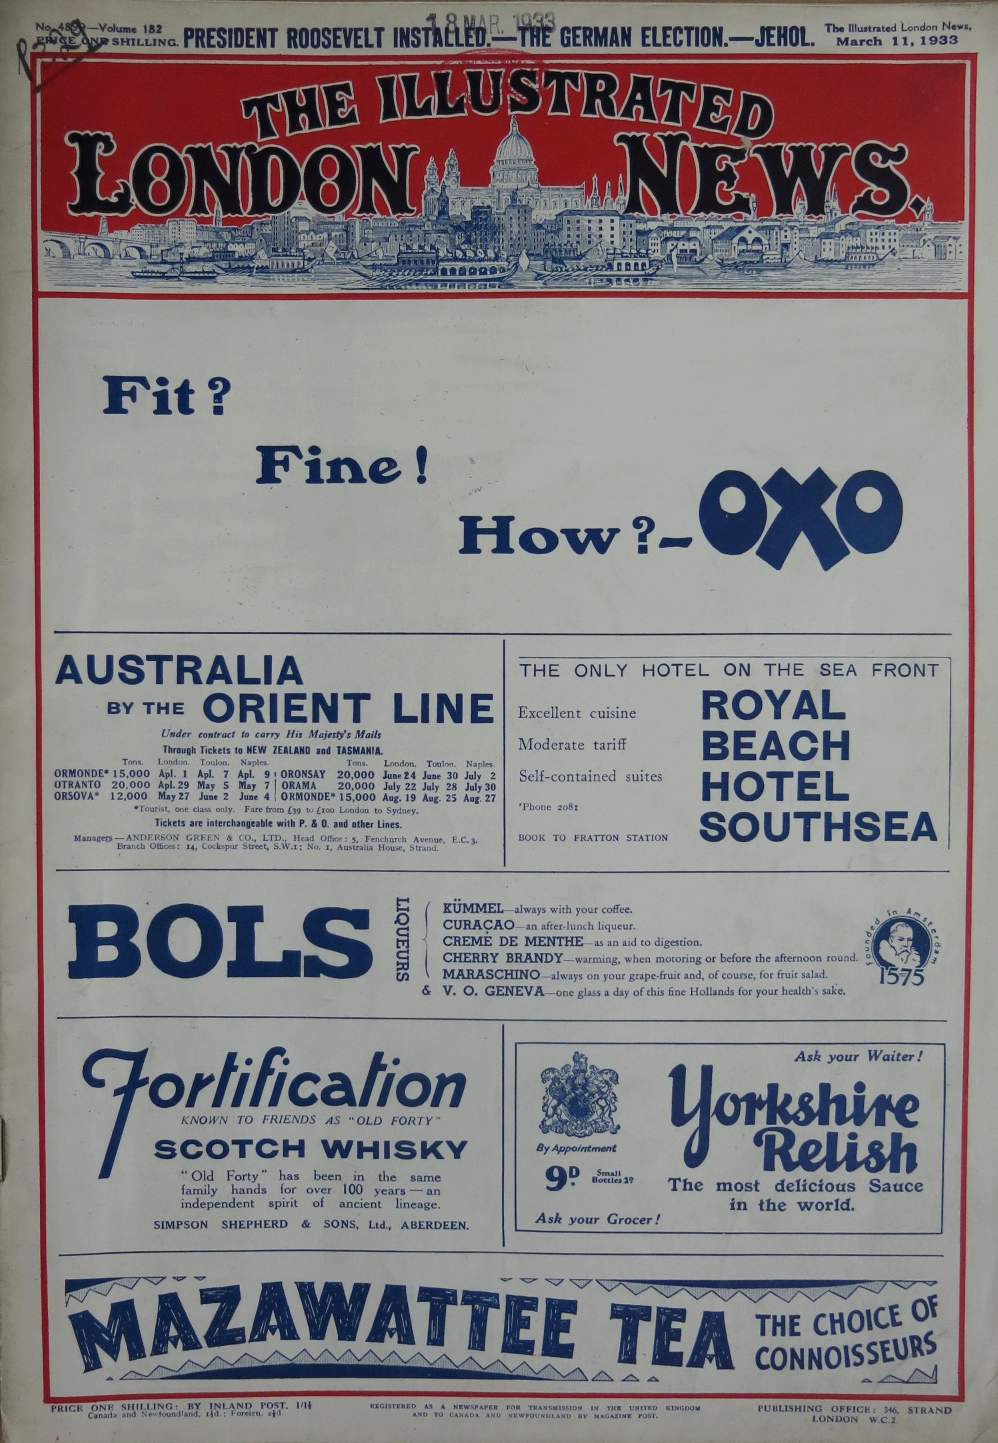 No. —Volume 182
PRICE ONE SHILLING.
18 MAR. 1933
PRESIDENT ROOSEVELT INSTALLED.—THE GERMAN ELECTION.—JEHOL.
The Illustrated London News,
March 11, 1933
THE ILLUSTRATED
LONDON NEWS.
Fit?
Fine!
How?- OXO
AUSTRALIA
BY THE ORIENT LINE
Under contract to carry His Majesty's Mails
Through Tickets to NEW ZEALAND and TASMANIA.
Tons. London. Toulon. Naples. Tons. London. Toulon. Naples.
ORMONDE* 15,000 Apl. 1 Apl. 7 Apl. 9 ORONSAY 20,000 June 24 June 30 July 2
OTRANTO 20,000 Apl. 29 May 5 May 7 ORAMA 20,000 July 22 July 28 July 30
ORSOVA* 12,000 May 27 June 2 June 4 ORMONDE* 15,000 Aug. 19 Aug. 25 Aug. 27
*Tourist, one class only. Fare from £39 to £100 London to Sydney.
Tickets are interchangeable with P. & O. and other Lines.
Managers—ANDERSON GREEN & CO., LTD., Head Office: 5, Fenchurch Avenue, E.C.3.
Branch Offices: 14, Cockspur Street, S.W.1; No. 1, Australia House, Strand.
THE ONLY HOTEL ON THE SEA FRONT
Excellent cuisine
Moderate tariff
Self-contained suites
'Phone 2081
BOOK TO FRATTON STATION
ROYAL
BEACH
HOTEL
SOUTHSEA
BOLS
LIQUEURS
KÜMMEL—always with your coffee.
CURAÇAO—an after-lunch liqueur.
CREME DE MENTHE—as an aid to digestion.
CHERRY BRANDY—warming, when motoring or before the afternoon round.
MARASCHINO—always on your grape-fruit and, of course, for fruit salad.
& V. O. GENEVA—one glass a day of this fine Hollands for your health's sake.
Founded in Amsterdam
1575
Fortification
KNOWN TO FRIENDS AS "OLD FORTY"
SCOTCH WHISKY
"Old Forty" has been in the same
family hands for over 100 years—an
independent spirit of ancient lineage.
SIMPSON SHEPHERD & SONS, Ltd., ABERDEEN.
Ask your Waiter!
By Appointment
9D. Small
Bottles
Yorkshire
Relish
The most delicious Sauce
in the world.
Ask your Grocer!
MAZAWATTEE TEA
THE CHOICE OF
CONNOISSEURS
PRICE ONE SHILLING: BY INLAND POST, 1/1½
Canada and Newfoundland, 1½d.; Foreign, 2½d.
REGISTERED AS A NEWSPAPER FOR TRANSMISSION IN THE UNITED KINGDOM
AND TO CANADA AND NEWFOUNDLAND BY MAGAZINE POST.
PUBLISHING OFFICE: 346, STRAND
LONDON W.C.2